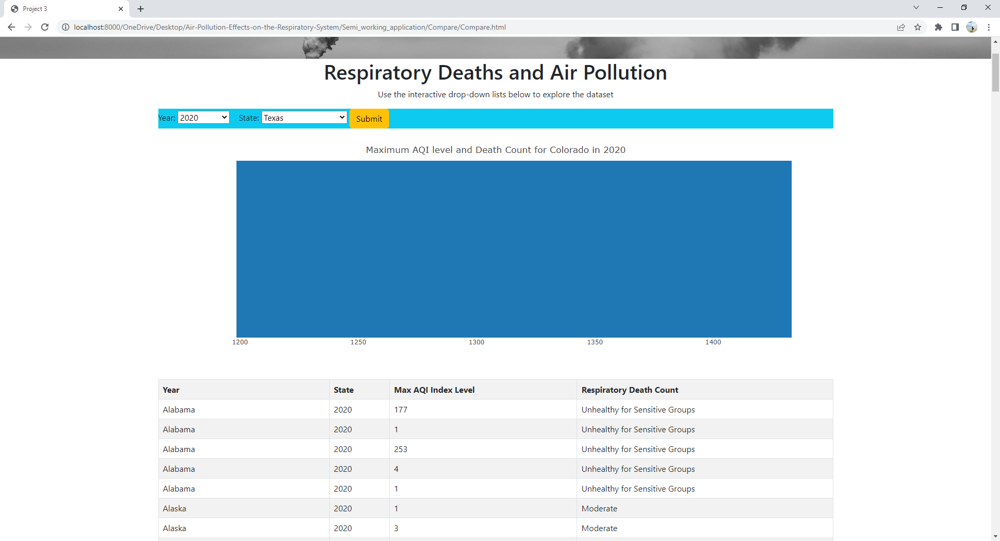 Project 3
localhost:8000/OneDrive/Desktop/Air-Pollution-Effects-on-the-Respiratory-System/Semi_working_application/Compare/Compare.html
Respiratory Deaths and Air Pollution
Use the interactive drop-down lists below to explore the dataset
Year: 2020 State: Texas Submit
Maximum AQI level and Death Count for Colorado in 2020
1200 1250 1300 1350 1400
Year State Max AQI Index Level Respiratory Death Count
Alabama 2020 177 Unhealthy for Sensitive Groups
Alabama 2020 1 Unhealthy for Sensitive Groups
Alabama 2020 253 Unhealthy for Sensitive Groups
Alabama 2020 4 Unhealthy for Sensitive Groups
Alabama 2020 1 Unhealthy for Sensitive Groups
Alaska 2020 1 Moderate
Alaska 2020 3 Moderate